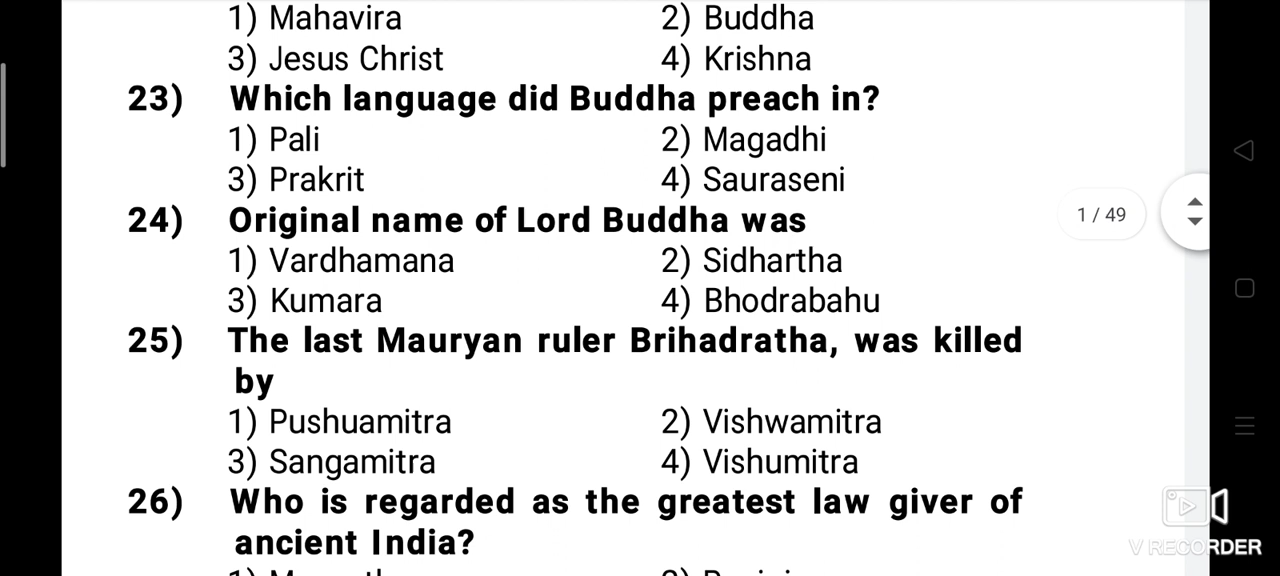 1) Mahavira 2) Buddha
3) Jesus Christ 4) Krishna
23) Which language did Buddha preach in?
1) Pali 2) Magadhi
3) Prakrit 4) Sauraseni
24) Original name of Lord Buddha was
1) Vardhamana 2) Sidhartha
3) Kumara 4) Bhodrabahu
1 / 49
25) The last Mauryan ruler Brihadratha, was killed
by
1) Pushuamitra 2) Vishwamitra
3) Sangamitra 4) Vishumitra
26) Who is regarded as the greatest law giver of
ancient India?
V RECORDER